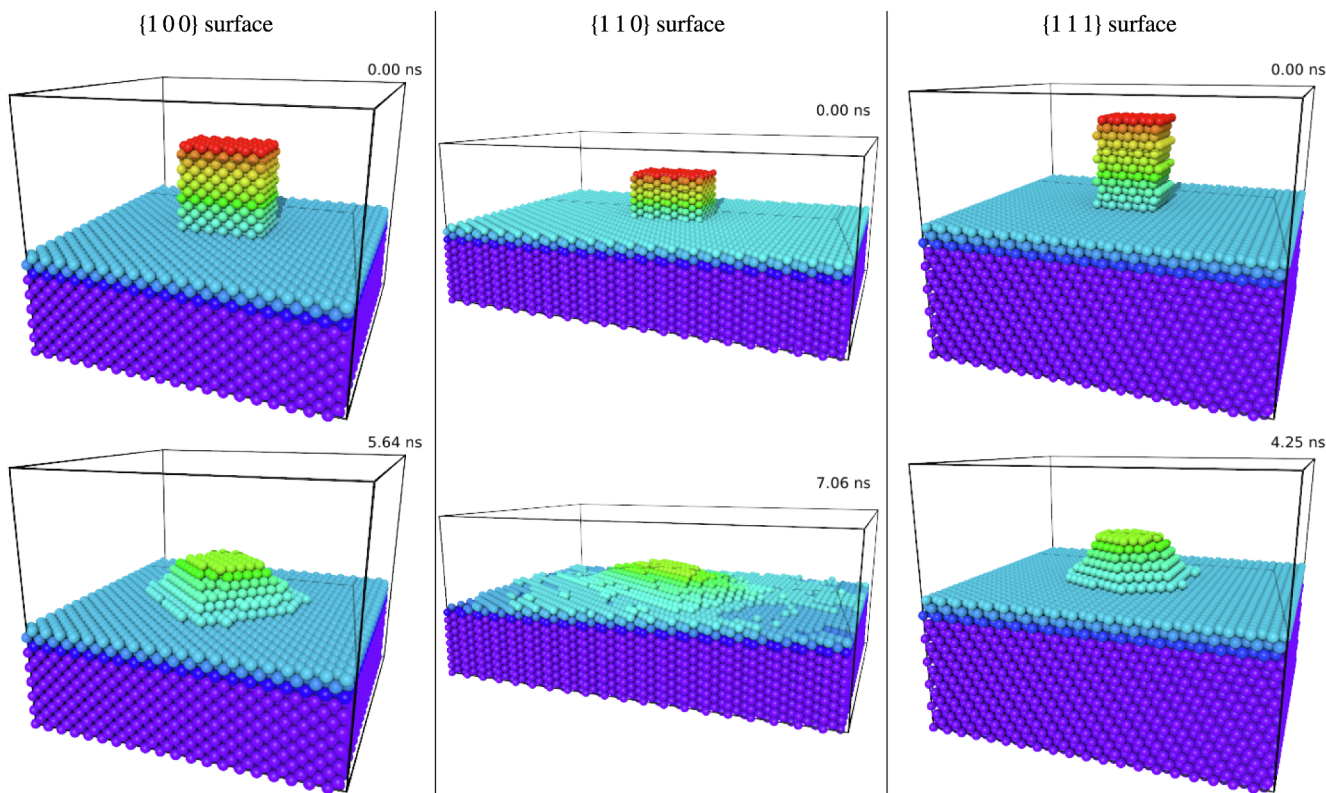 {1 0 0} surface
{1 1 0} surface
{1 1 1} surface
0.00 ns
0.00 ns
0.00 ns
5.64 ns
7.06 ns
4.25 ns